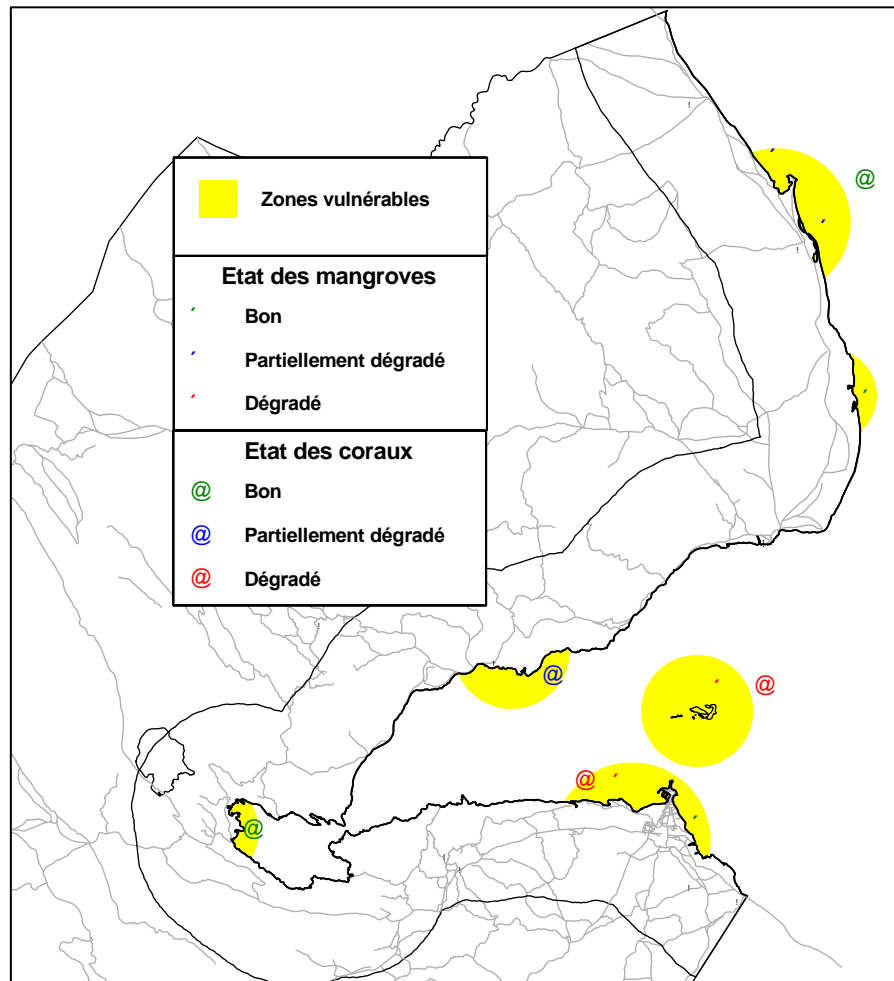 Zones vulnérables
Etat des mangroves
Bon
Partiellement dégradé
Dégradé
Etat des coraux
@ Bon
@ Partiellement dégradé
@ Dégradé
@
@
@
@
@